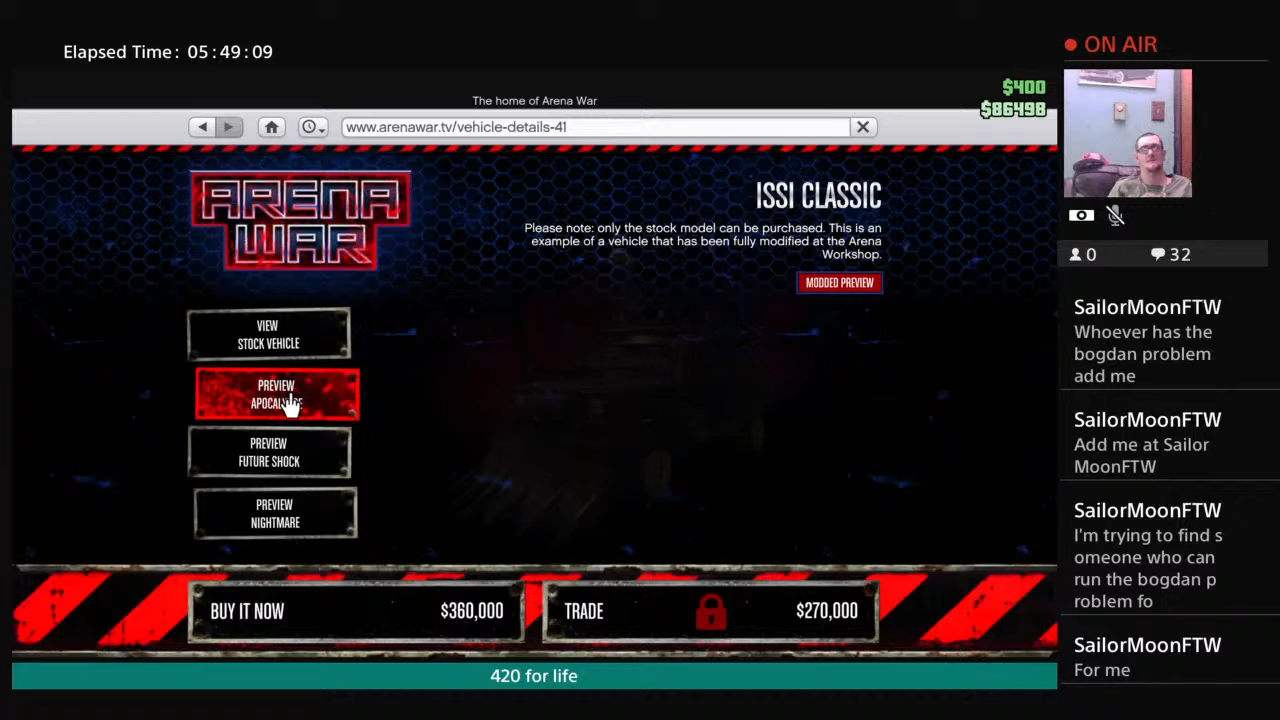 Elapsed Time: 05:49:09
ON AIR
$400
The home of Arena War
$86498
www.arenawar.tv/vehicle-details-41
ARENA
WAR
ISSI CLASSIC
Please note: only the stock model can be purchased. This is an
example of a vehicle that has been fully modified at the Arena
Workshop.
MODDED PREVIEW
0
32
VIEW
STOCK VEHICLE
PREVIEW
PREVIEW
FUTURE SHOCK
PREVIEW
NIGHTMARE
BUY IT NOW $360,000
TRADE $270,000
420 for life
SailorMoonFTW
Whoever has the
bogdan problem
add me
SailorMoonFTW
Add me at Sailor
MoonFTW
SailorMoonFTW
I'm trying to find s
omeone who can
run the bogdan p
roblem fo
SailorMoonFTW
For me